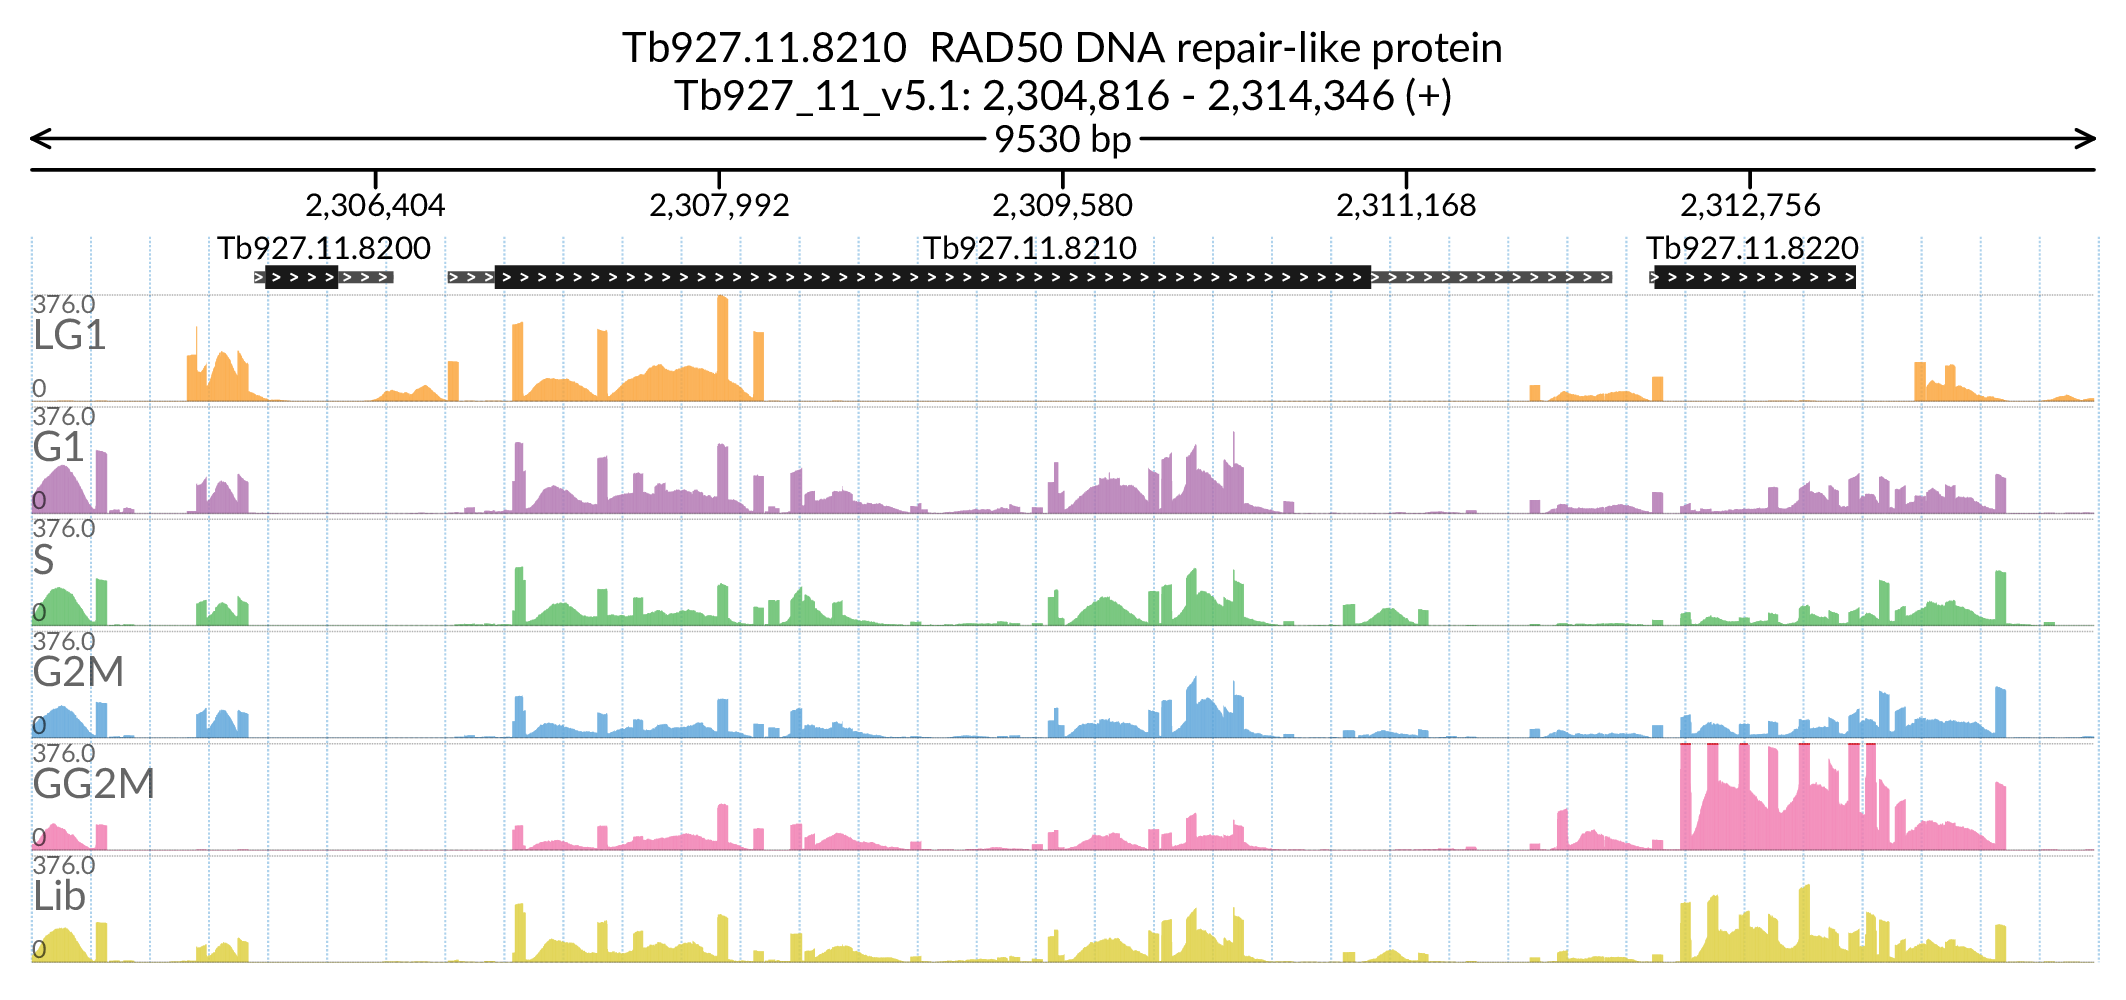 Tb927.11.8210 RAD50 DNA repair-like protein
Tb927_11_v5.1: 2,304,816 - 2,314,346 (+)
9530 bp
2,306,404 2,307,992 2,309,580 2,311,168 2,312,756
Tb927.11.8200 Tb927.11.8210 Tb927.11.8220
376.0
LG1
0
376.0
G1
0
376.0
S
0
376.0
G2M
0
376.0
GG2M
0
376.0
Lib
0